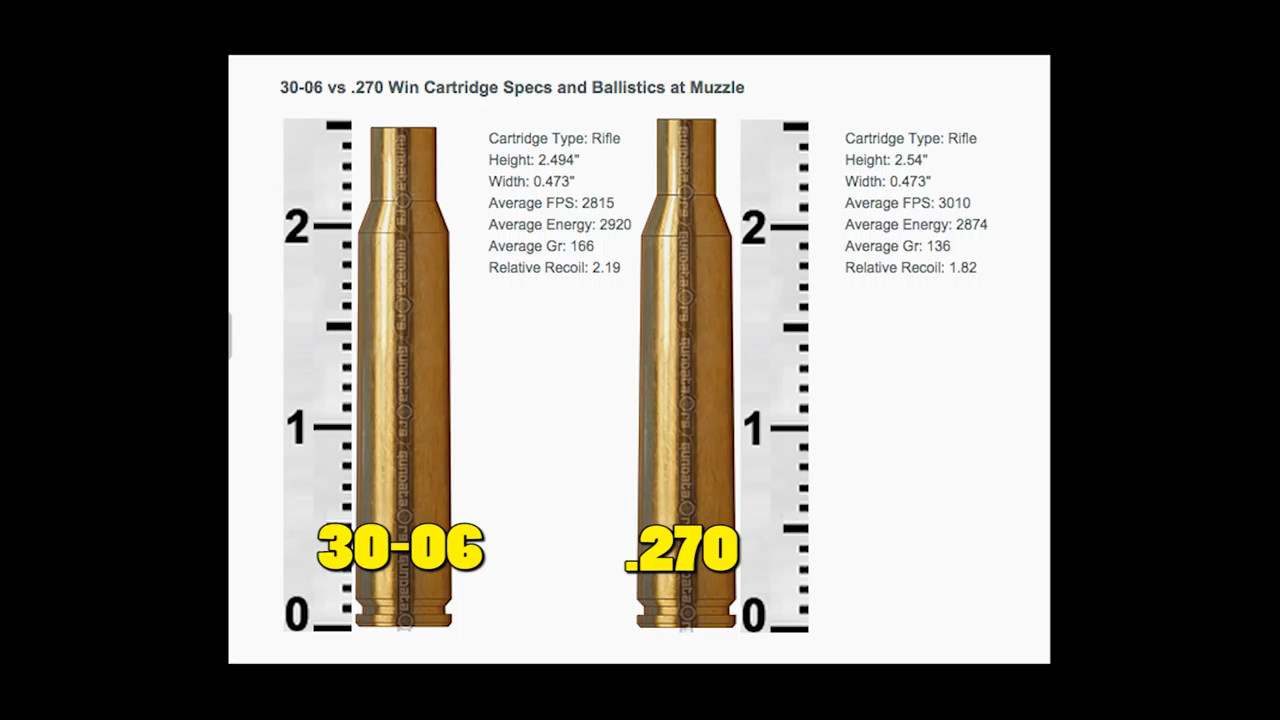 30-06 vs .270 Win Cartridge Specs and Ballistics at Muzzle
2
1
0
30-06
Cartridge Type: Rifle
Height: 2.494"
Width: 0.473"
Average FPS: 2815
Average Energy: 2920
Average Gr: 166
Relative Recoil: 2.19
.270
2
1
0
Cartridge Type: Rifle
Height: 2.54"
Width: 0.473"
Average FPS: 3010
Average Energy: 2874
Average Gr: 136
Relative Recoil: 1.82